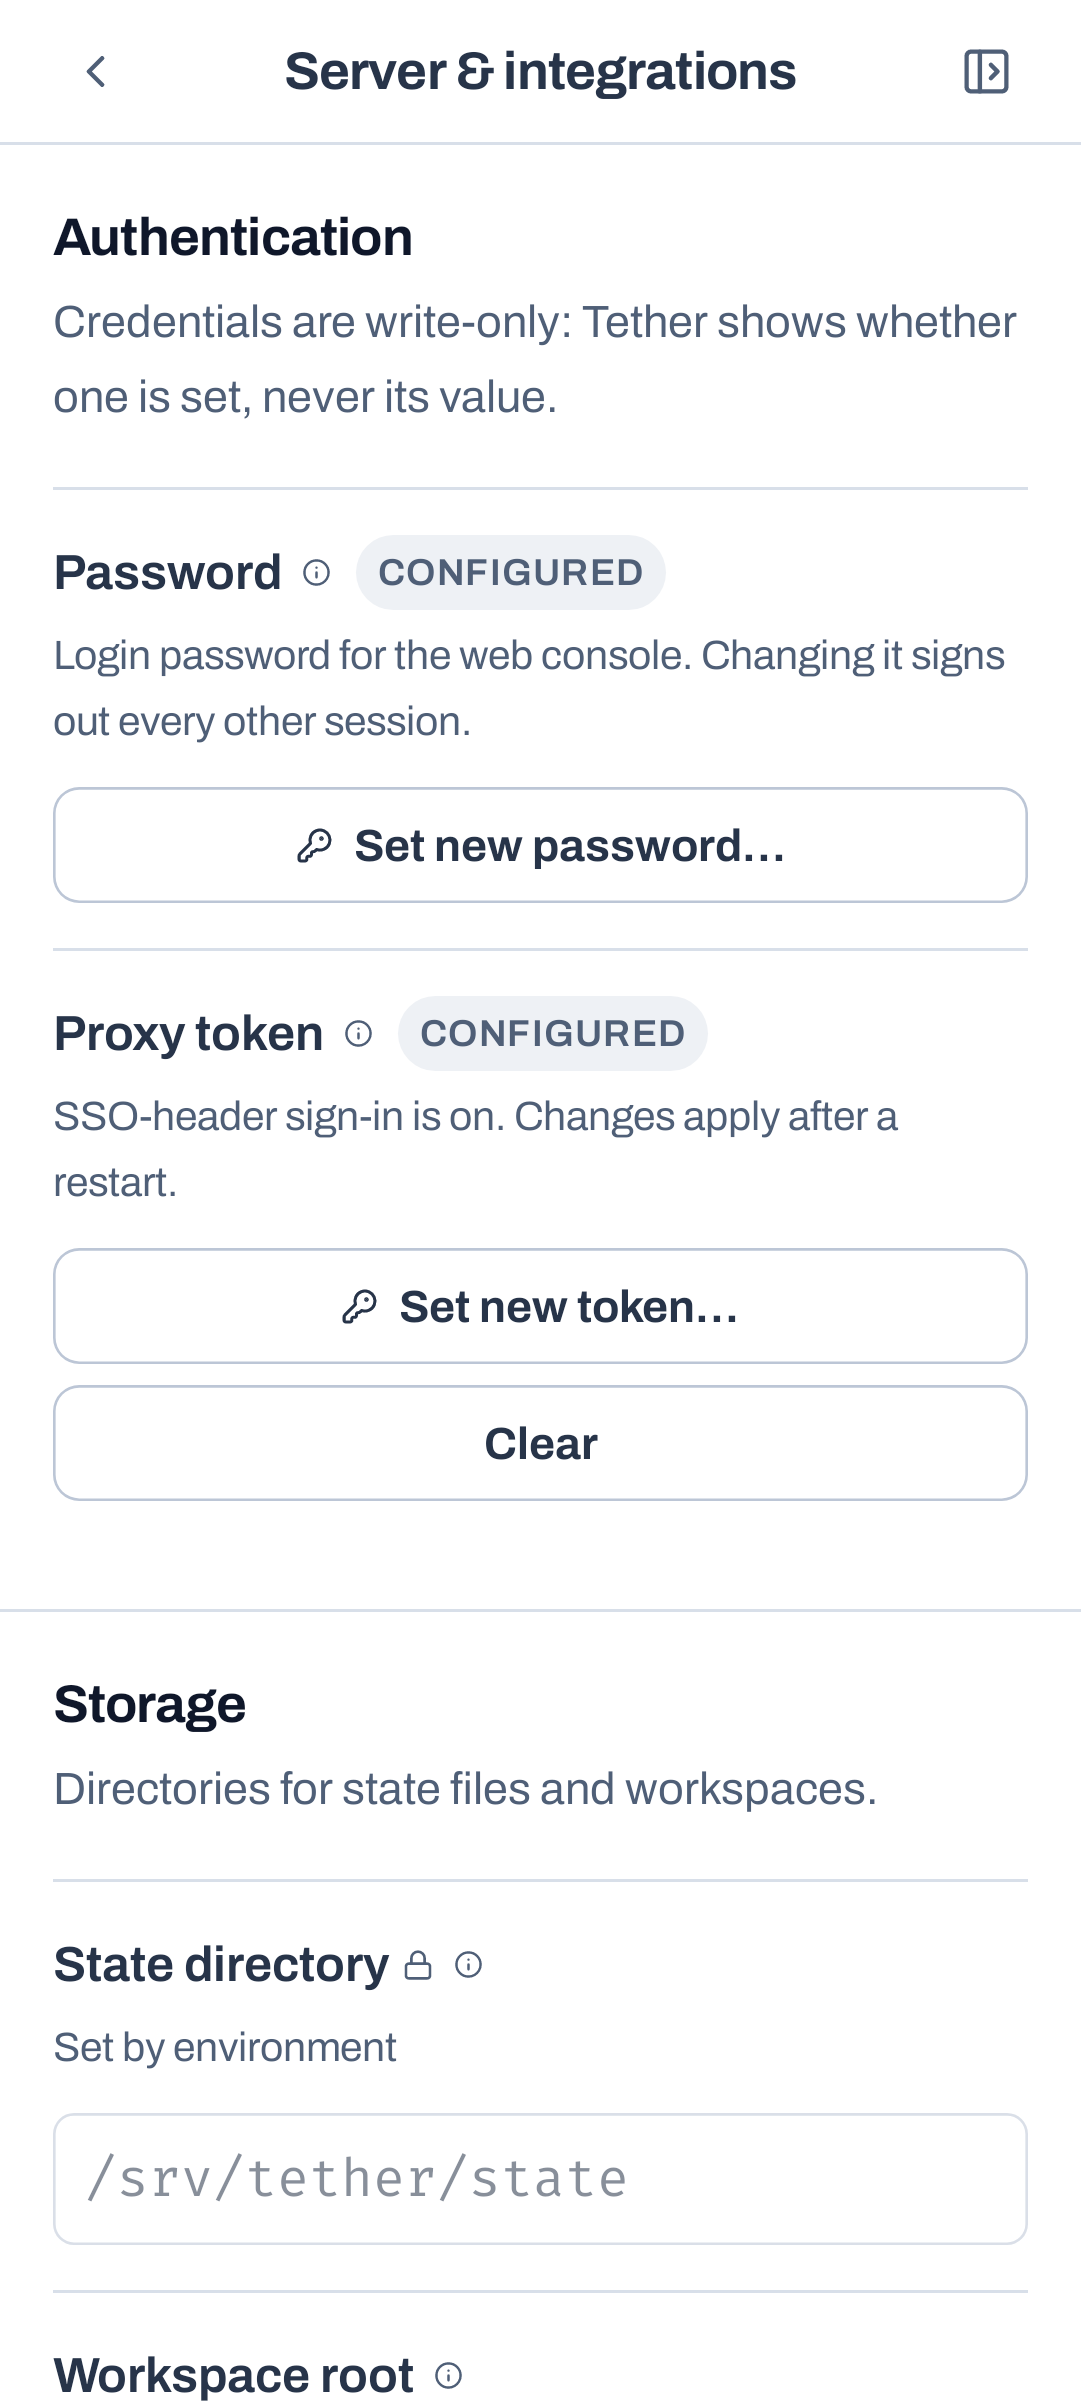 Server & integrations
Authentication
Credentials are write-only: Tether shows whether
one is set, never its value.
Password CONFIGURED
Login password for the web console. Changing it signs
out every other session.
Set new password...
Proxy token CONFIGURED
SSO-header sign-in is on. Changes apply after a
restart.
Set new token...
Clear
Storage
Directories for state files and workspaces.
State directory
Set by environment
/srv/tether/state
Workspace root